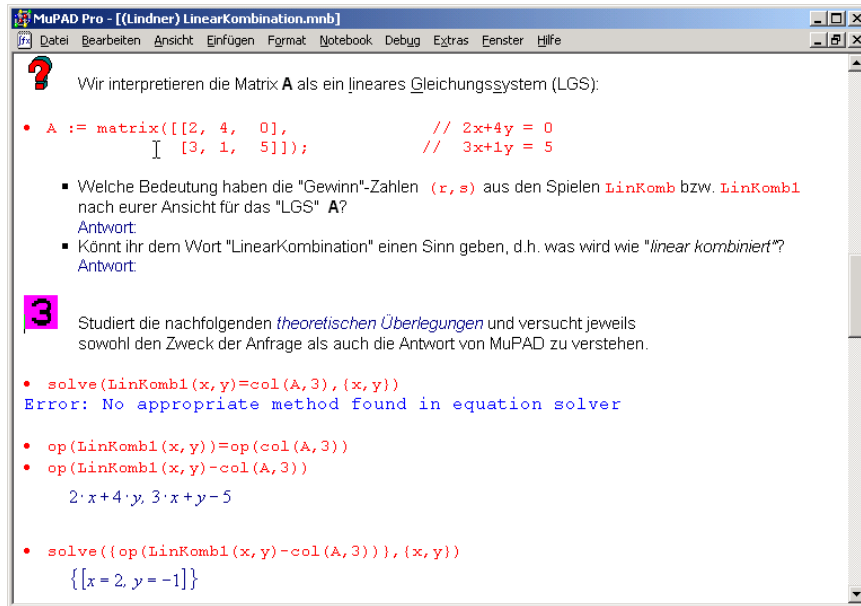 MuPAD Pro - [(Lindner) LinearKombination.mnb]
Datei Bearbeiten Ansicht Einfügen Format Notebook Debug Extras Fenster Hilfe
? Wir interpretieren die Matrix A als ein lineares Gleichungssystem (LGS):
• A := matrix([[2, 4, 0], // 2x+4y = 0
[3, 1, 5]]); // 3x+1y = 5
▪ Welche Bedeutung haben die "Gewinn"-Zahlen (r,s) aus den Spielen LinKomb bzw. LinKomb1
nach eurer Ansicht für das "LGS" A?
Antwort:
▪ Könnt ihr dem Wort "LinearKombination" einen Sinn geben, d.h. was wird wie "linear kombiniert"?
Antwort:
3 Studiert die nachfolgenden theoretischen Überlegungen und versucht jeweils
sowohl den Zweck der Anfrage als auch die Antwort von MuPAD zu verstehen.
• solve(LinKomb1(x,y)=col(A,3),{x,y})
Error: No appropriate method found in equation solver
• op(LinKomb1(x,y))=op(col(A,3))
• op(LinKomb1(x,y)-col(A,3))
2·x+4·y, 3·x+y−5
• solve({op(LinKomb1(x,y)-col(A,3))},{x,y})
{[x = 2, y = −1]}